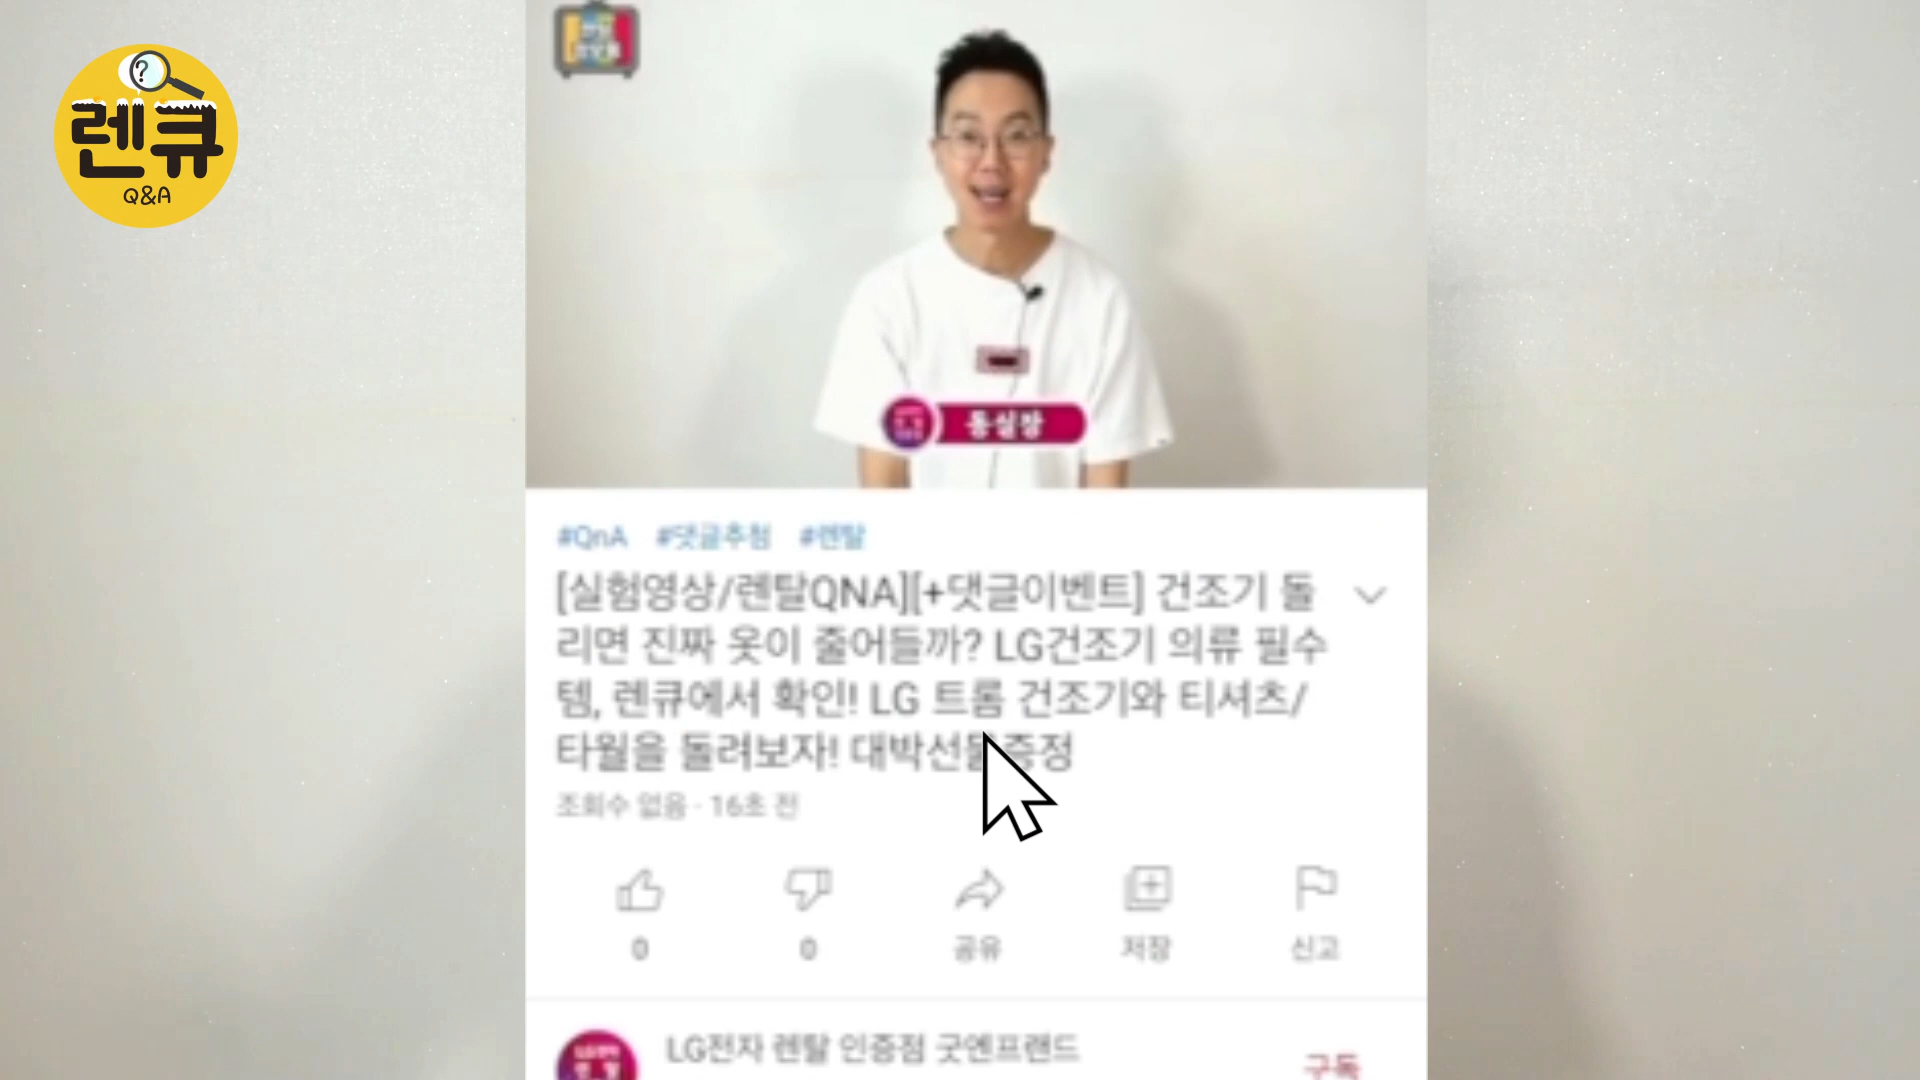 렌큐
Q&A
통실장
#QnA #댓글추첨 #렌탈
[실험영상/렌탈QNA][+댓글이벤트] 건조기 돌
리면 진짜 옷이 줄어들까? LG건조기 의류 필수
템, 렌큐에서 확인! LG 트롬 건조기와 티셔츠/
타월을 돌려보자! 대박선물증정
조회수 없음 · 16초 전
0 0 공유 저장 신고
LG전자 렌탈 인증점 굿엔프랜드
구독